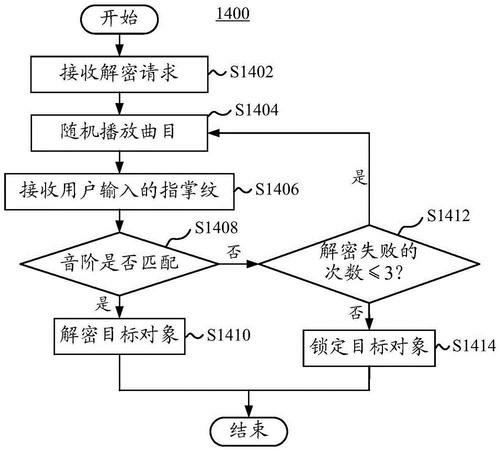 开始
1400
接收解密请求
S1402
随机播放曲目
S1404
接收用户输入的指掌纹
S1406
音阶是否匹配
S1408
否
是
解密失败的
次数≤3?
S1412
是
否
解密目标对象
S1410
锁定目标对象
S1414
结束